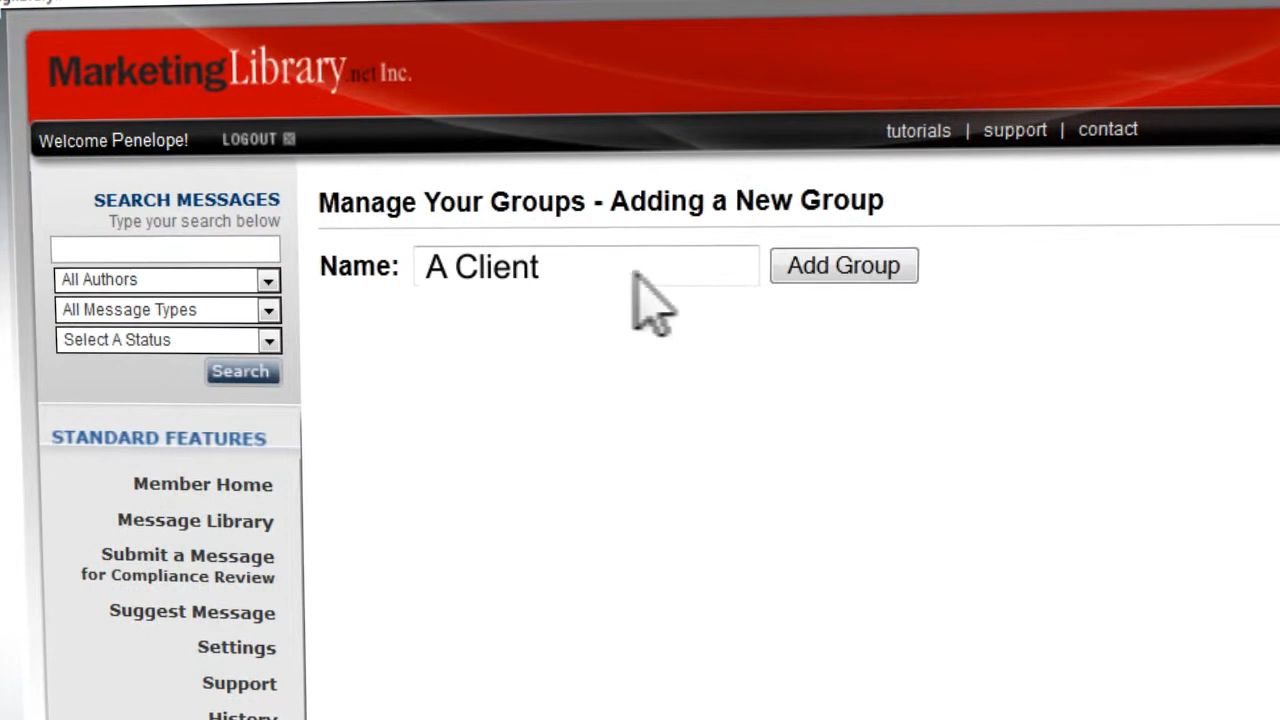 MarketingLibrary.net Inc.
Welcome Penelope! LOGOUT
tutorials | support | contact
SEARCH MESSAGES
Type your search below
All Authors
All Message Types
Select A Status
Search
Manage Your Groups - Adding a New Group
Name: A Client Add Group
STANDARD FEATURES
Member Home
Message Library
Submit a Message
for Compliance Review
Suggest Message
Settings
Support
History